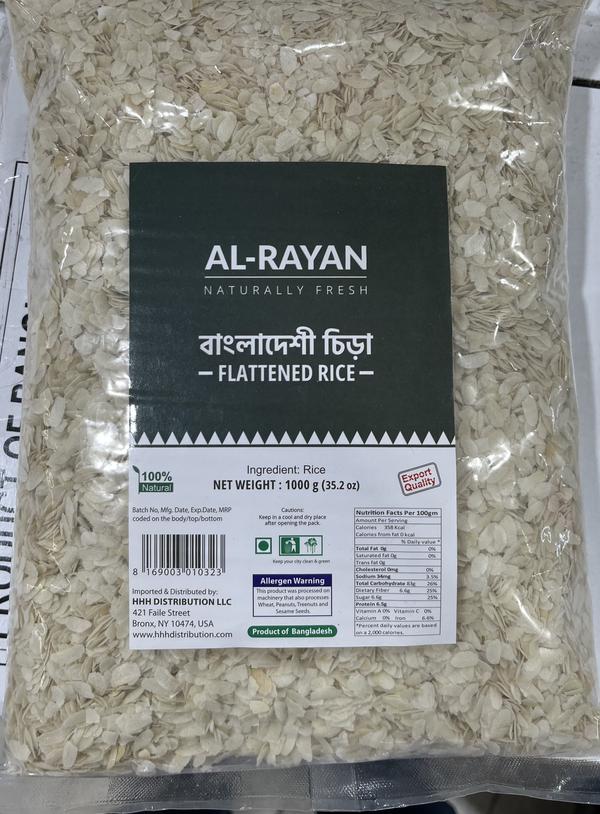 AL-RAYAN
NATURALLY FRESH
বাংলাদেশী চিড়া
FLATTENED RICE
100%
Natural
Ingredient: Rice
NET WEIGHT : 1000 g (35.2 oz)
Export
Quality
Batch No, Mfg. Date, Exp.Date, MRP
coded on the body/top/bottom
8 169003 010323
Imported & Distributed by:
HHH DISTRIBUTION LLC
421 Faile Street
Bronx, NY 10474, USA
www.hhhdistribution.com
Cautions:
Keep in a cool and dry place
after opening the pack.
Keep your city clean & green
Allergen Warning
This product was processed on
machinery that also processes
Wheat, Peanuts, Treenuts and
Sesame Seeds.
Product of Bangladesh
Nutrition Facts Per 100gm
Amount Per Serving
Calories 358 Kcal
Calories from fat 0 kcal
% Daily value *
Total Fat 0g 0%
Saturated fat 0g 0%
Trans fat 0g
Cholesterol 0mg 0%
Sodium 34mg 3.5%
Total Carbohydrate 83g 26%
Dietary Fiber 6.6g 25%
Sugar 6.6g 25%
Protein 6.5g
Vitamin A 0% Vitamin C 0%
Calcium 0% Iron 6.6%
*Percent daily values are based
on a 2,000 calories.